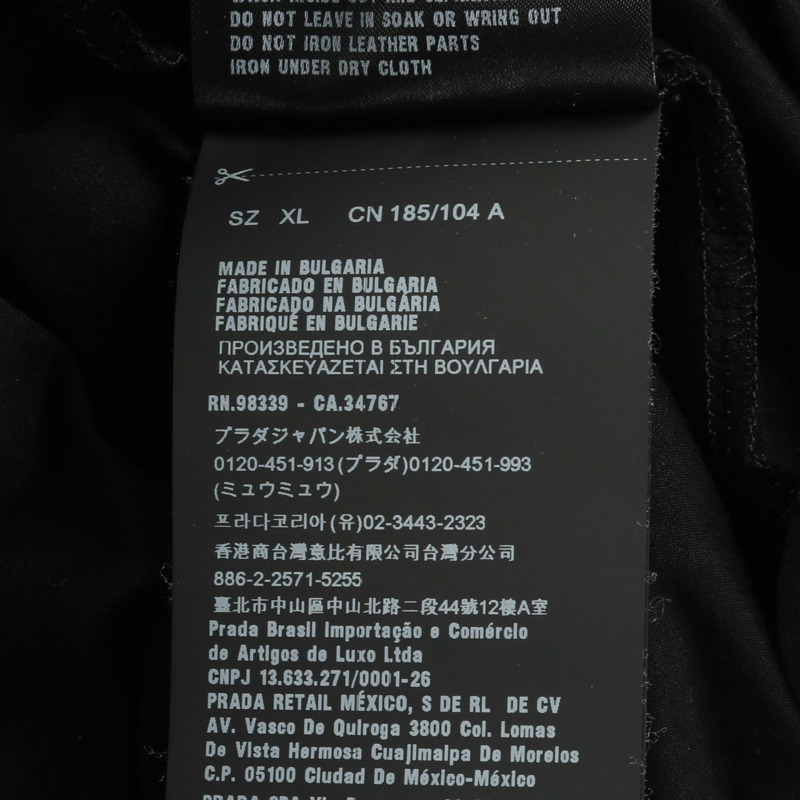 DO NOT LEAVE IN SOAK OR WRING OUT
DO NOT IRON LEATHER PARTS
IRON UNDER DRY CLOTH
SZ XL CN 185/104 A
MADE IN BULGARIA
FABRICADO EN BULGARIA
FABRICADO NA BULGÁRIA
FABRIQUÉ EN BULGARIE
ПРОИЗВЕДЕНО В БЪЛГАРИЯ
ΚΑΤΑΣΚΕΥΑΖΕΤΑΙ ΣΤΗ ΒΟΥΛΓΑΡΙΑ
RN.98339 - CA.34767
プラダジャパン株式会社
0120-451-913(プラダ)0120-451-993
(ミュウミュウ)
프라다코리아(유)02-3443-2323
香港商台灣意比有限公司台灣分公司
886-2-2571-5255
臺北市中山區中山北路二段44號12樓A室
Prada Brasil Importação e Comércio
de Artigos de Luxo Ltda
CNPJ 13.633.271/0001-26
PRADA RETAIL MÉXICO, S DE RL DE CV
AV. Vasco De Quiroga 3800 Col. Lomas
De Vista Hermosa Cuajimalpa De Morelos
C.P. 05100 Ciudad De México-México